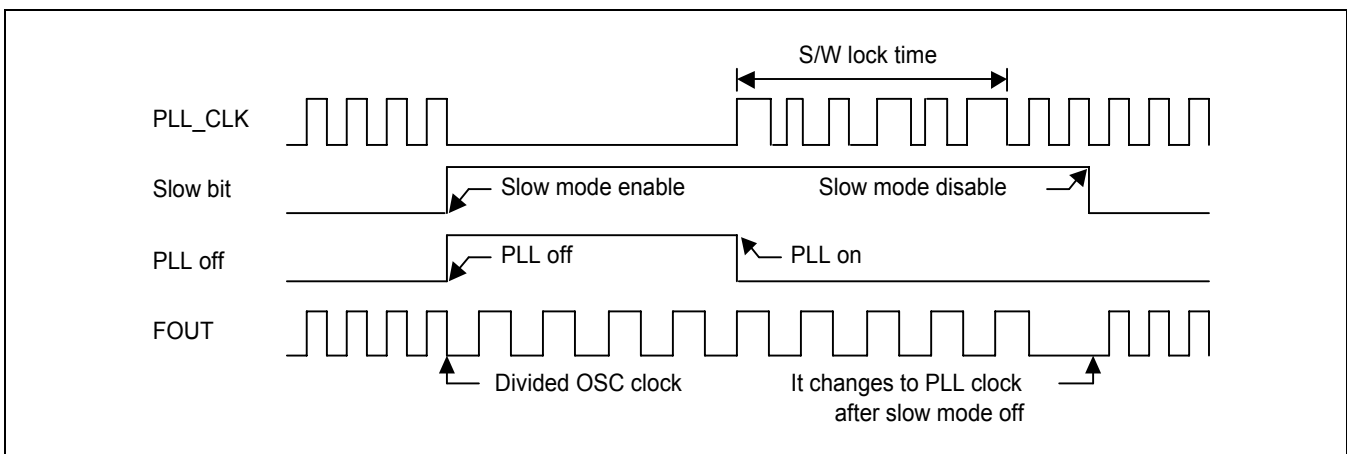 S/W lock time
PLL_CLK
Slow bit
Slow mode enable
Slow mode disable
PLL off
PLL off
PLL on
FOUT
Divided OSC clock
It changes to PLL clock
after slow mode off